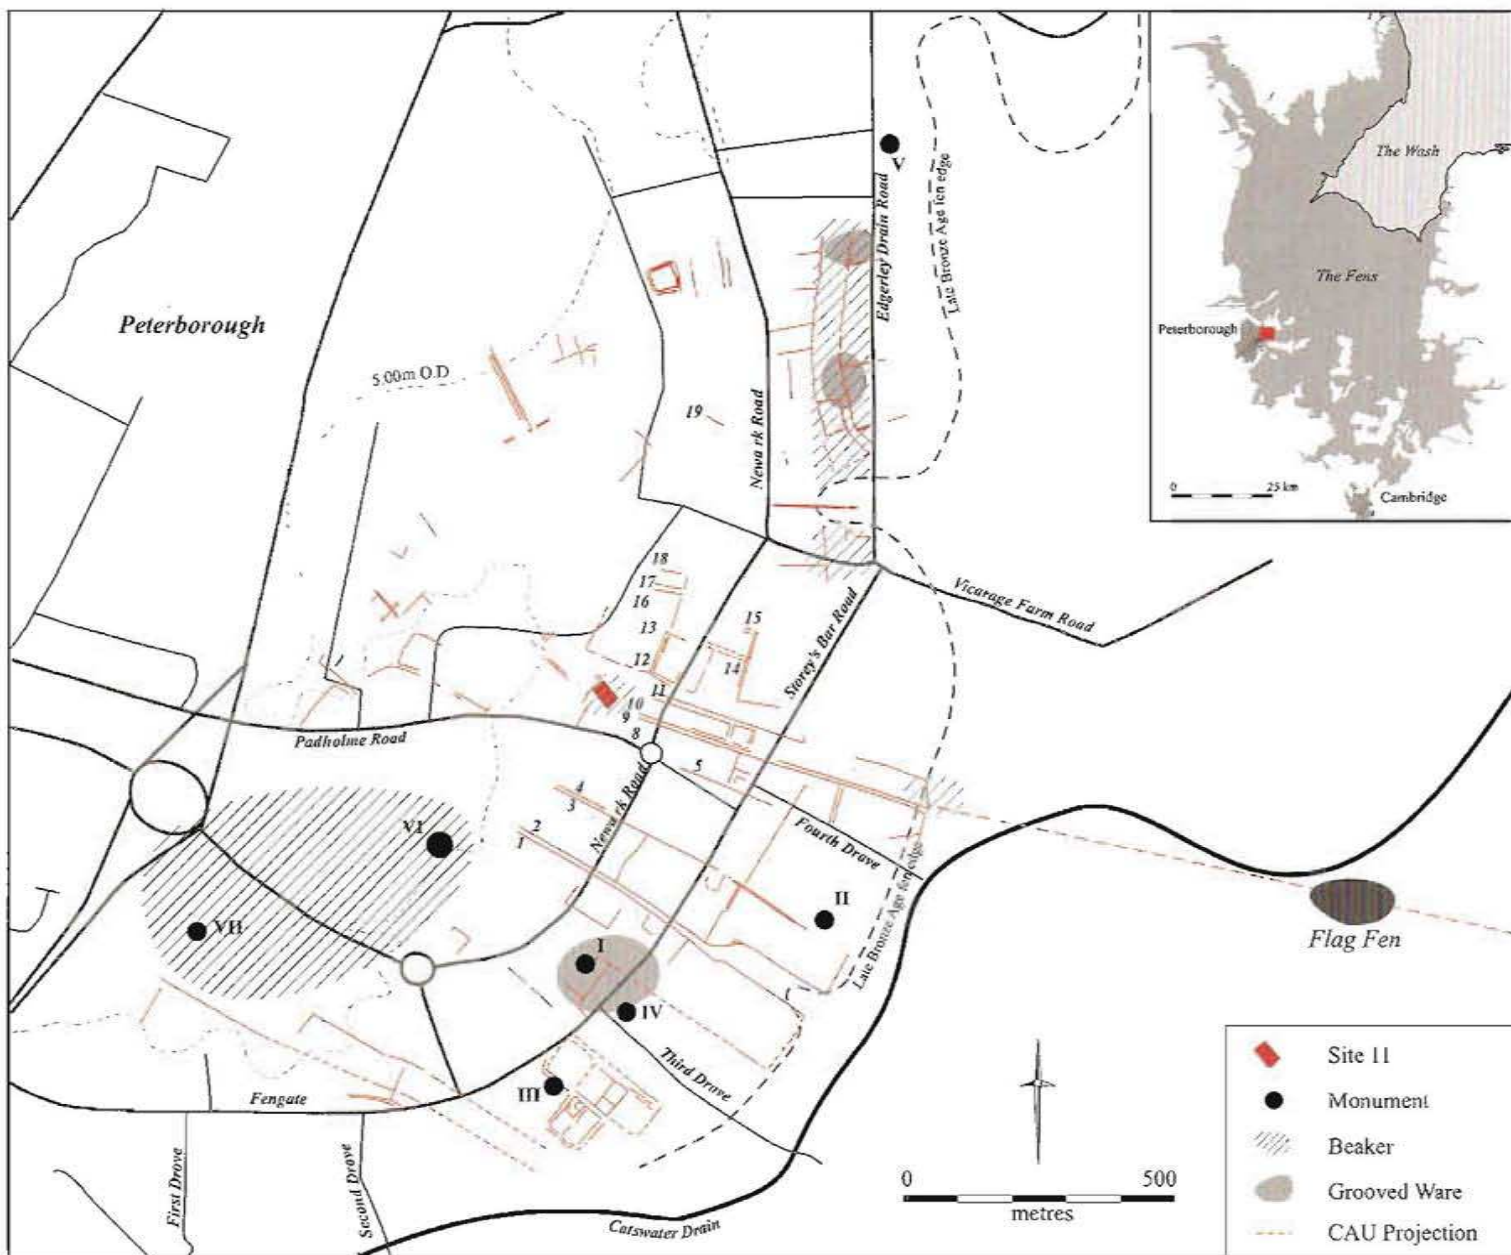 Peterborough
5.00m O.D
Newark Road
Edgerley Drain Road
Late Bronze Age fen edge
V
19
The Wash
The Fens
Peterborough
0 25 km
Cambridge
18
17
16
15
13
12
14
11
10
9
8
5
4
3
2
1
Storey's Bar Road
Vicarage Farm Road
Padholme Road
Newark Road
Fourth Drove
Late Bronze Age fen edge
VI
VII
II
I
IV
III
Flag Fen
Third Drove
Fengate
First Drove
Second Drove
Catswater Drain
0 500
metres
Site 11
Monument
Beaker
Grooved Ware
CAU Projection